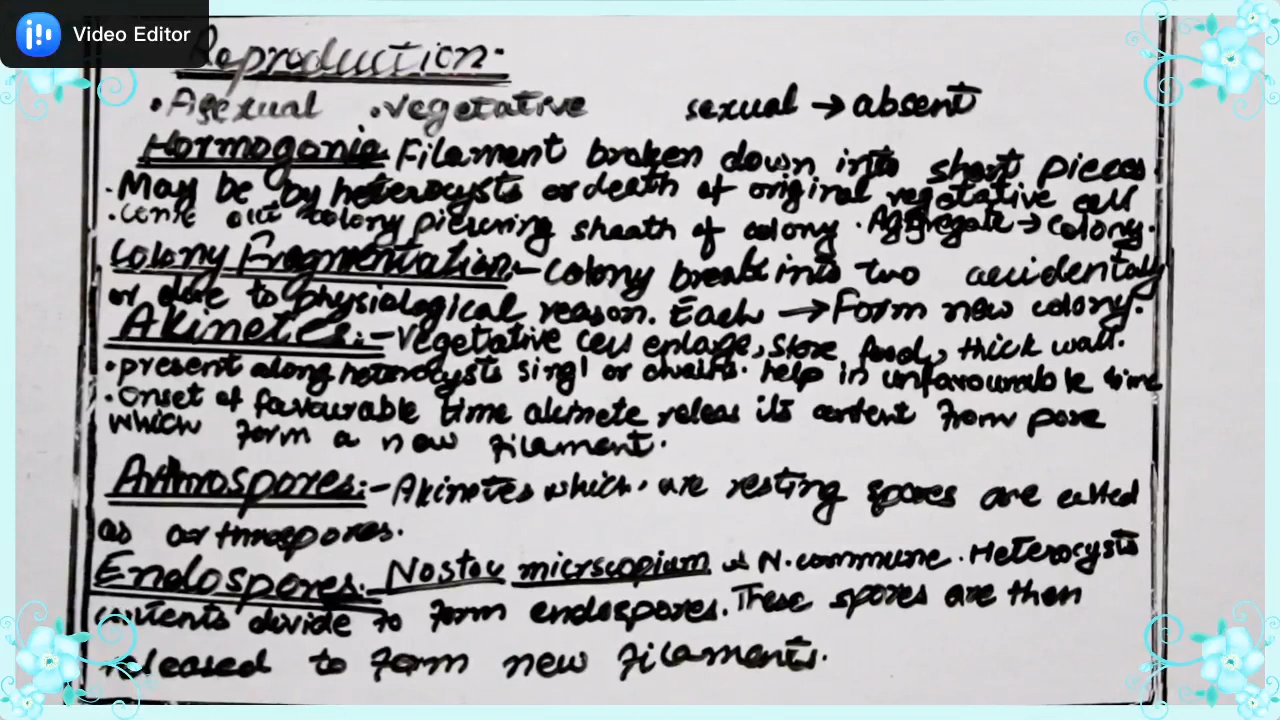 Video Editor
Reproduction.
• Asexual • Vegetative sexual → absent
Hormogonia Filament broken down into short pieces
• May be by heterocysts or death of original vegetative cell
• Come out colony piercing sheath of colony. Aggregate → colony.
Colony Fragmentation:- Colony break into two accidentaly
or due to physiological reason. Each → Form new colony.
Akinetes:- Vegetative cell enlage, store food, thick wall.
• present along heterocysts singl or chains. help in unfavourable time
• Onset of favourable time akinete releas its content from pore
which form a new filament.
Arthrospores:- Akinetes which are resting spores are called
as arthrospores.
Endospores:- Nostoc micrscopium & N. commune. Heterocysts
contents divide to form endospores. These spores are then
released to form new filaments.